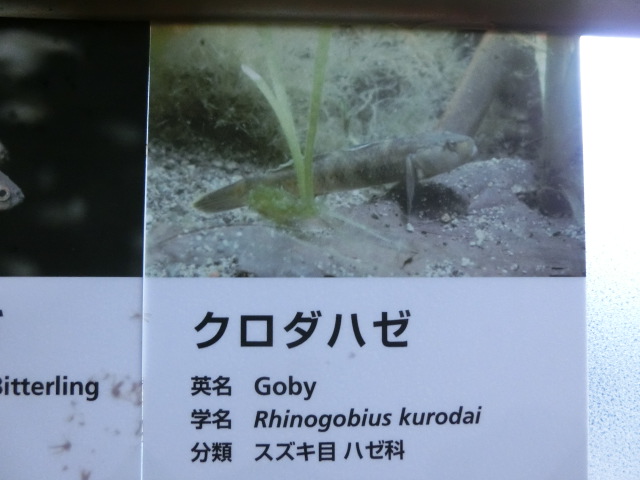 クロダハゼ
英名 Goby
学名 Rhinogobius kurodai
分類 スズキ目 ハゼ科
Bitterling